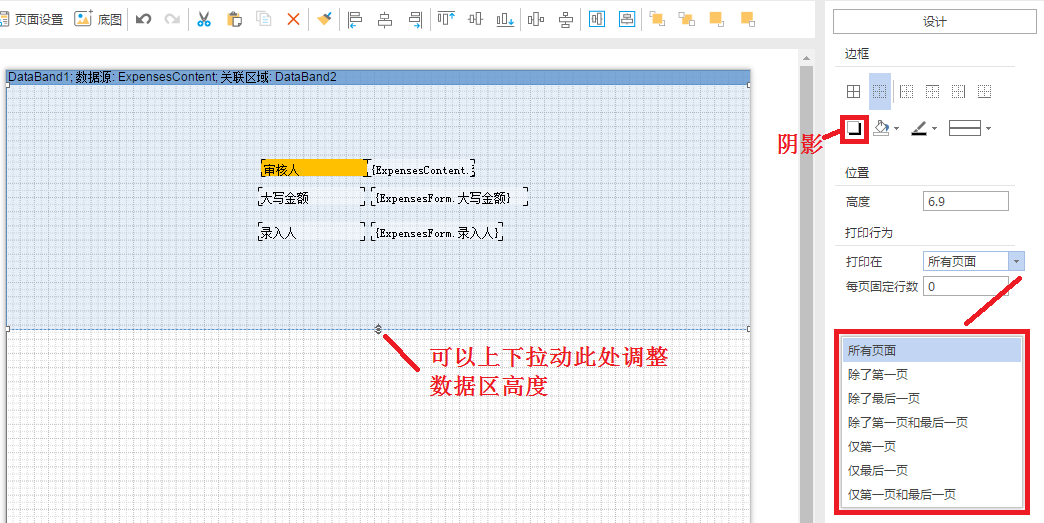 页面设置 底图
设计
DataBand1; 数据源: ExpensesContent; 关联区域: DataBand2
边框
阴影
审核人 {ExpensesContent.
大写金额 {ExpensesForm.大写金额}
录入人 {ExpensesForm.录入人}
位置
高度 6.9
打印行为
打印在 所有页面
每页固定行数 0
可以上下拉动此处调整
数据区高度
所有页面
除了第一页
除了最后一页
除了第一页和最后一页
仅第一页
仅最后一页
仅第一页和最后一页